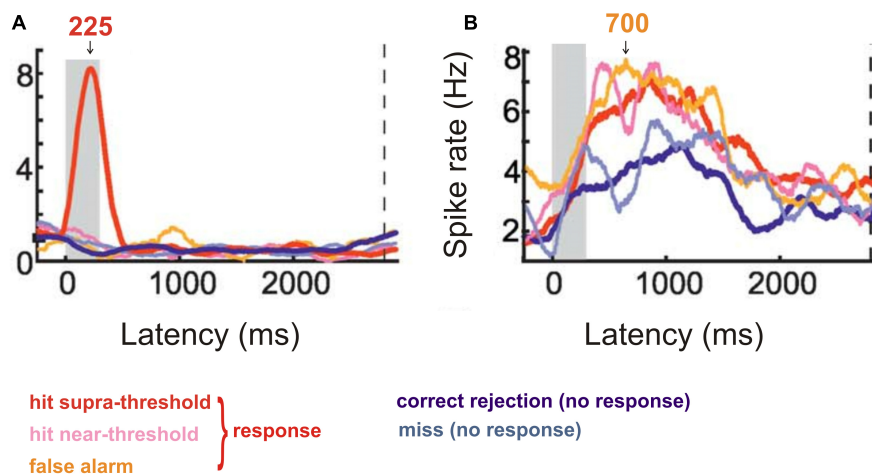 A
225
8
4
0
0
1000
2000
Latency (ms)
B
700
Spike rate (Hz)
8
6
4
2
0
1000
2000
Latency (ms)
hit supra-threshold
hit near-threshold
false alarm
response
correct rejection (no response)
miss (no response)